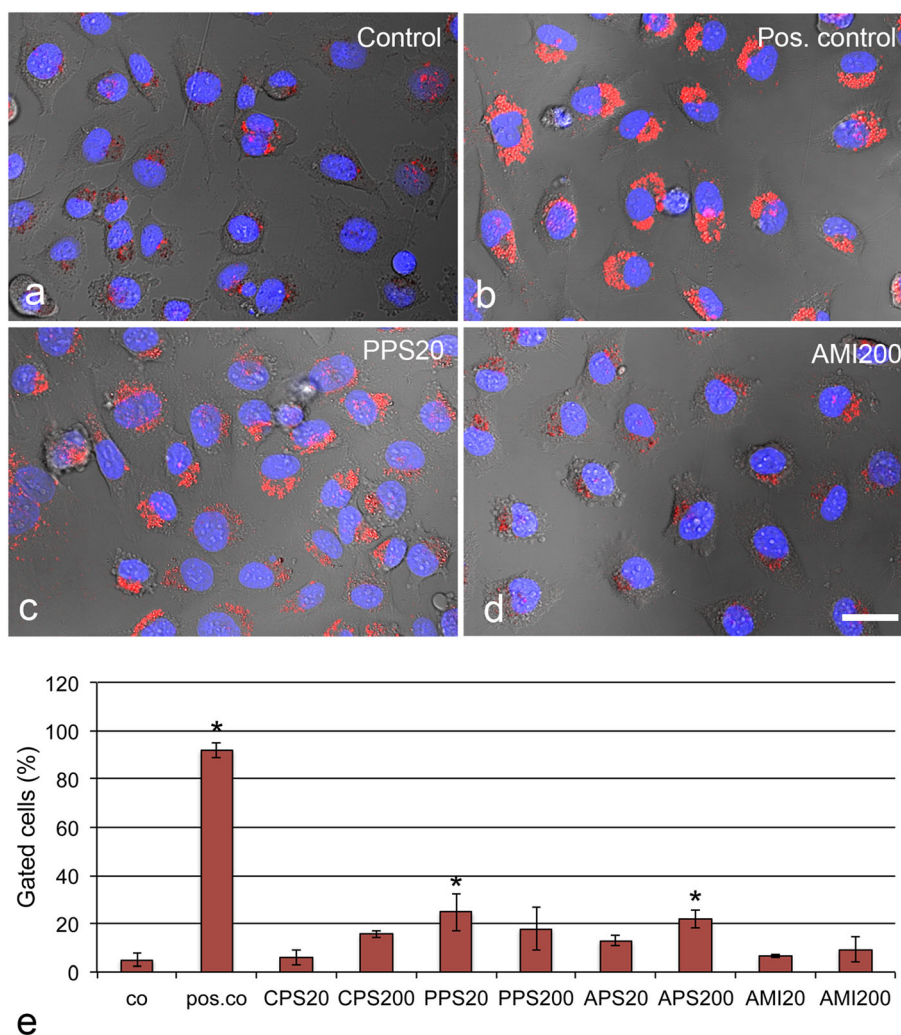 Control
a
Pos. control
b
PPS20
c
AMI200
d
Gated cells (%)
120
100
80
60
40
20
0
*
*
*
co pos.co CPS20 CPS200 PPS20 PPS200 APS20 APS200 AMI20 AMI200
e